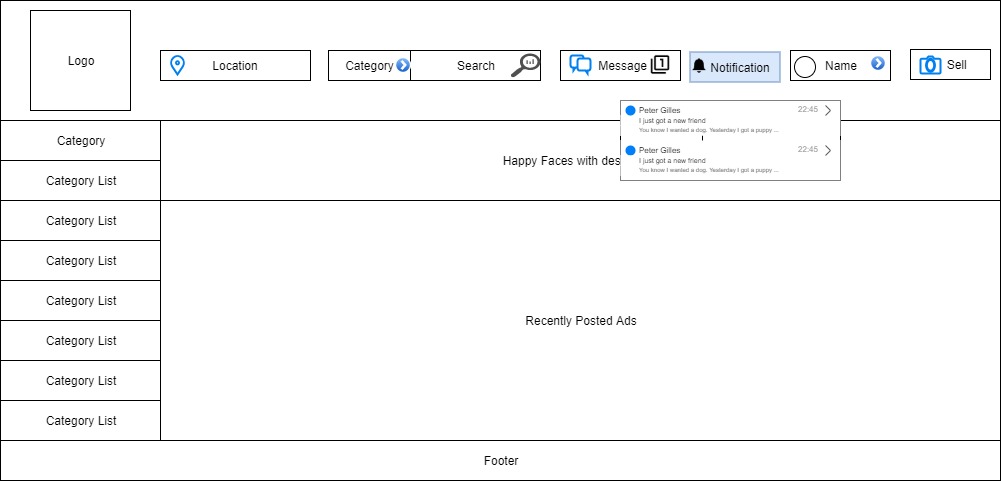 Logo
Location
Category
Search
Message 1
Notification
Name
Sell
Peter Gilles 22:45
I just got a new friend
You know I wanted a dog. Yesterday I got a puppy ...
Peter Gilles 22:45
I just got a new friend
You know I wanted a dog. Yesterday I got a puppy ...
Category
Happy Faces with des
Category List
Category List
Category List
Category List
Category List
Category List
Category List
Recently Posted Ads
Footer